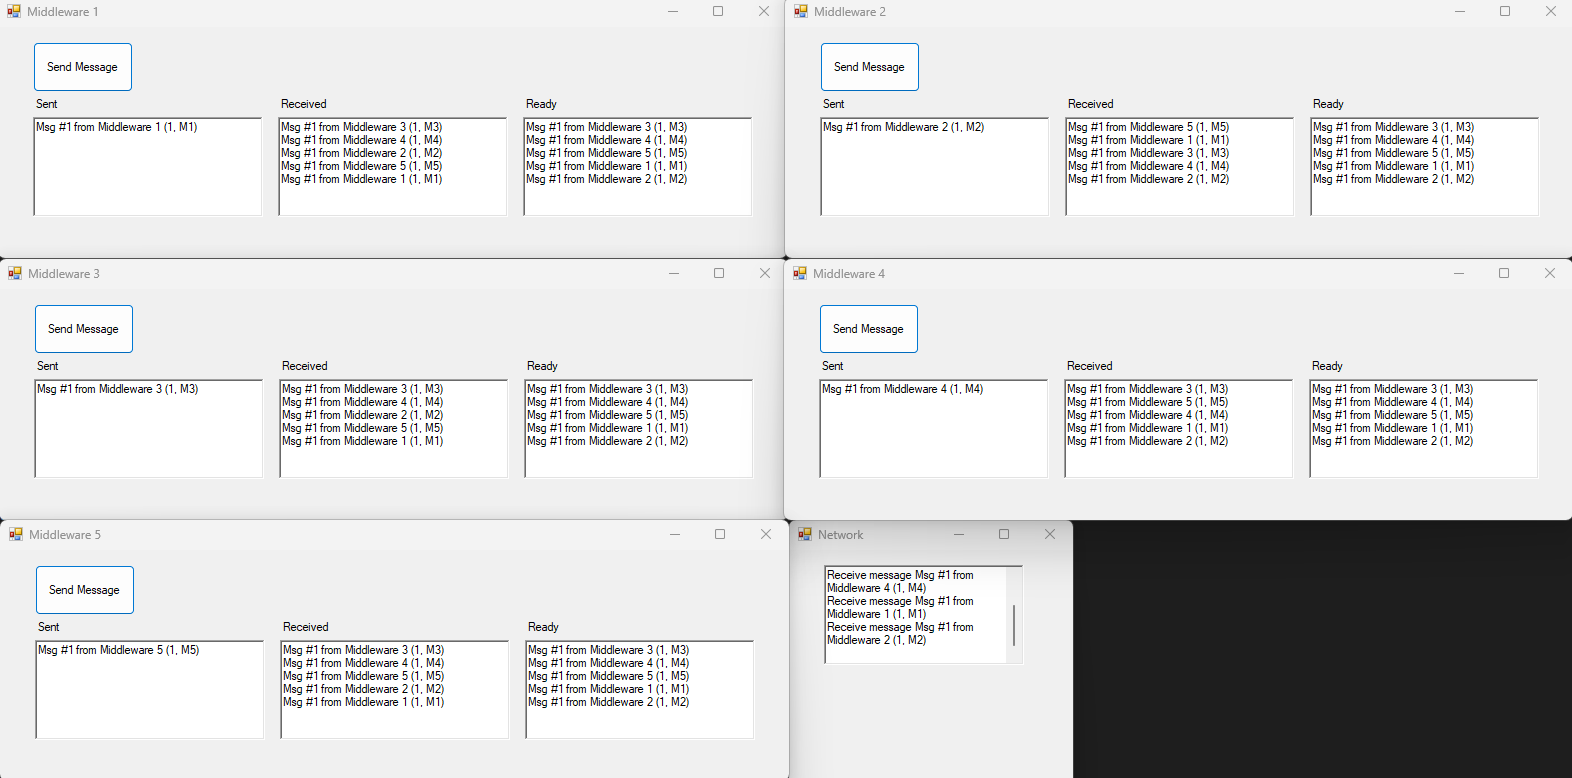 Middleware 1
Send Message
Sent
Msg #1 from Middleware 1 (1, M1)
Received
Msg #1 from Middleware 3 (1, M3)
Msg #1 from Middleware 4 (1, M4)
Msg #1 from Middleware 2 (1, M2)
Msg #1 from Middleware 5 (1, M5)
Msg #1 from Middleware 1 (1, M1)
Ready
Msg #1 from Middleware 3 (1, M3)
Msg #1 from Middleware 4 (1, M4)
Msg #1 from Middleware 5 (1, M5)
Msg #1 from Middleware 1 (1, M1)
Msg #1 from Middleware 2 (1, M2)
Middleware 2
Send Message
Sent
Msg #1 from Middleware 2 (1, M2)
Received
Msg #1 from Middleware 5 (1, M5)
Msg #1 from Middleware 1 (1, M1)
Msg #1 from Middleware 3 (1, M3)
Msg #1 from Middleware 4 (1, M4)
Msg #1 from Middleware 2 (1, M2)
Ready
Msg #1 from Middleware 3 (1, M3)
Msg #1 from Middleware 4 (1, M4)
Msg #1 from Middleware 5 (1, M5)
Msg #1 from Middleware 1 (1, M1)
Msg #1 from Middleware 2 (1, M2)
Middleware 3
Send Message
Sent
Msg #1 from Middleware 3 (1, M3)
Received
Msg #1 from Middleware 3 (1, M3)
Msg #1 from Middleware 4 (1, M4)
Msg #1 from Middleware 2 (1, M2)
Msg #1 from Middleware 5 (1, M5)
Msg #1 from Middleware 1 (1, M1)
Ready
Msg #1 from Middleware 3 (1, M3)
Msg #1 from Middleware 4 (1, M4)
Msg #1 from Middleware 5 (1, M5)
Msg #1 from Middleware 1 (1, M1)
Msg #1 from Middleware 2 (1, M2)
Middleware 4
Send Message
Sent
Msg #1 from Middleware 4 (1, M4)
Received
Msg #1 from Middleware 3 (1, M3)
Msg #1 from Middleware 5 (1, M5)
Msg #1 from Middleware 4 (1, M4)
Msg #1 from Middleware 1 (1, M1)
Msg #1 from Middleware 2 (1, M2)
Ready
Msg #1 from Middleware 3 (1, M3)
Msg #1 from Middleware 4 (1, M4)
Msg #1 from Middleware 5 (1, M5)
Msg #1 from Middleware 1 (1, M1)
Msg #1 from Middleware 2 (1, M2)
Middleware 5
Send Message
Sent
Msg #1 from Middleware 5 (1, M5)
Received
Msg #1 from Middleware 3 (1, M3)
Msg #1 from Middleware 4 (1, M4)
Msg #1 from Middleware 5 (1, M5)
Msg #1 from Middleware 2 (1, M2)
Msg #1 from Middleware 1 (1, M1)
Ready
Msg #1 from Middleware 3 (1, M3)
Msg #1 from Middleware 4 (1, M4)
Msg #1 from Middleware 5 (1, M5)
Msg #1 from Middleware 1 (1, M1)
Msg #1 from Middleware 2 (1, M2)
Network
Receive message Msg #1 from
Middleware 4 (1, M4)
Receive message Msg #1 from
Middleware 1 (1, M1)
Receive message Msg #1 from
Middleware 2 (1, M2)